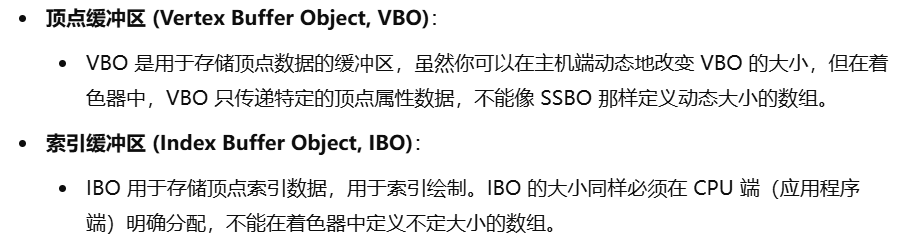 • 顶点缓冲区 (Vertex Buffer Object, VBO)：
• VBO 是用于存储顶点数据的缓冲区，虽然你可以在主机端动态地改变 VBO 的大小，但在着
色器中，VBO 只传递特定的顶点属性数据，不能像 SSBO 那样定义动态大小的数组。
• 索引缓冲区 (Index Buffer Object, IBO)：
• IBO 用于存储顶点索引数据，用于索引绘制。IBO 的大小同样必须在 CPU 端（应用程序
端）明确分配，不能在着色器中定义不定大小的数组。